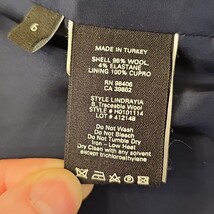 6
MADE IN TURKEY
SHELL 96% WOOL,
4% ELASTANE
LINING 100% CUPRO
RN 98408
CA 39802
STYLE LINDRAYIA
B. Traceable Wool
STYLE # H0101114
LOT # 412148
Do Not Wash
Do Not Bleach
Do Not Tumble Dry
Iron - Low Heat
Dry clean with any solvent
except trichloroethylene